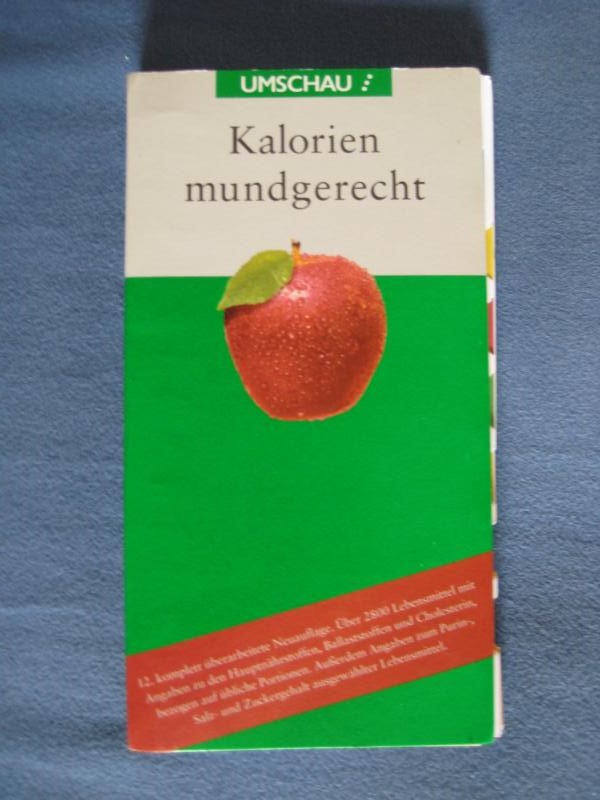 UMSCHAU
Kalorien
mundgerecht
12. komplett überarbeitete Neuauflage. Über 2800 Lebensmittel mit
Angaben zu den Hauptnährstoffen, Ballaststoffen und Cholesterin,
bezogen auf übliche Portionen. Außerdem Angaben zum Purin-,
Salz- und Zuckergehalt ausgewählter Lebensmittel.